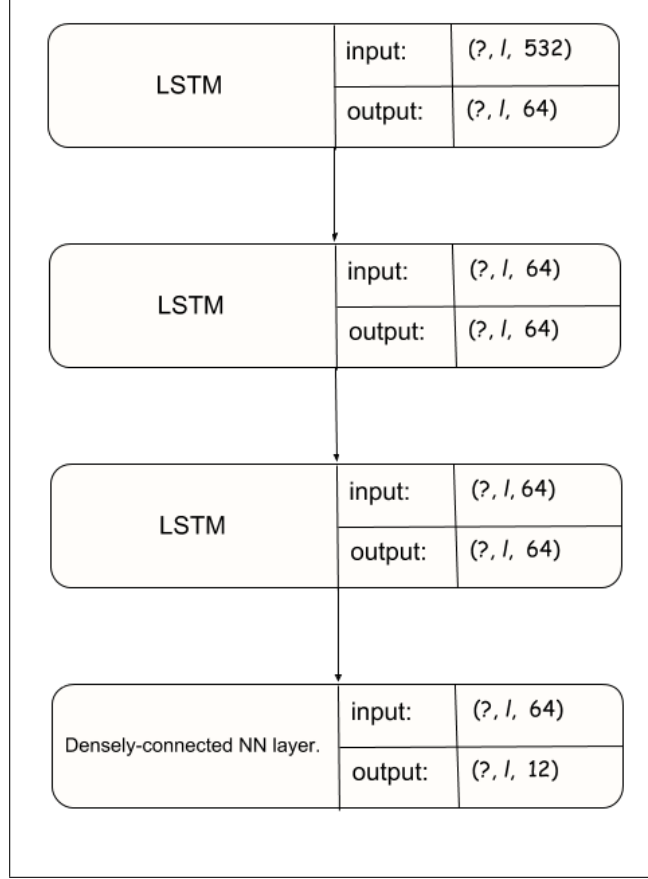 LSTM
input: (?, l, 532)
output: (?, l, 64)
LSTM
input: (?, l, 64)
output: (?, l, 64)
LSTM
input: (?, l, 64)
output: (?, l, 64)
Densely-connected NN layer.
input: (?, l, 64)
output: (?, l, 12)